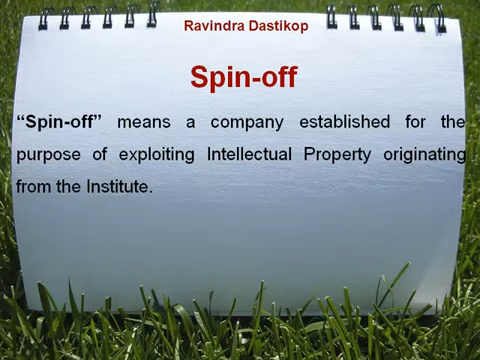 Ravindra Dastikop
Spin-off
“Spin-off” means a company established for the
purpose of exploiting Intellectual Property originating
from the Institute.